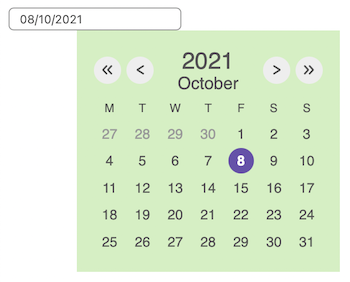 08/10/2021
« < 2021 > »
October
M T W T F S S
27 28 29 30 1 2 3
4 5 6 7 8 9 10
11 12 13 14 15 16 17
18 19 20 21 22 23 24
25 26 27 28 29 30 31